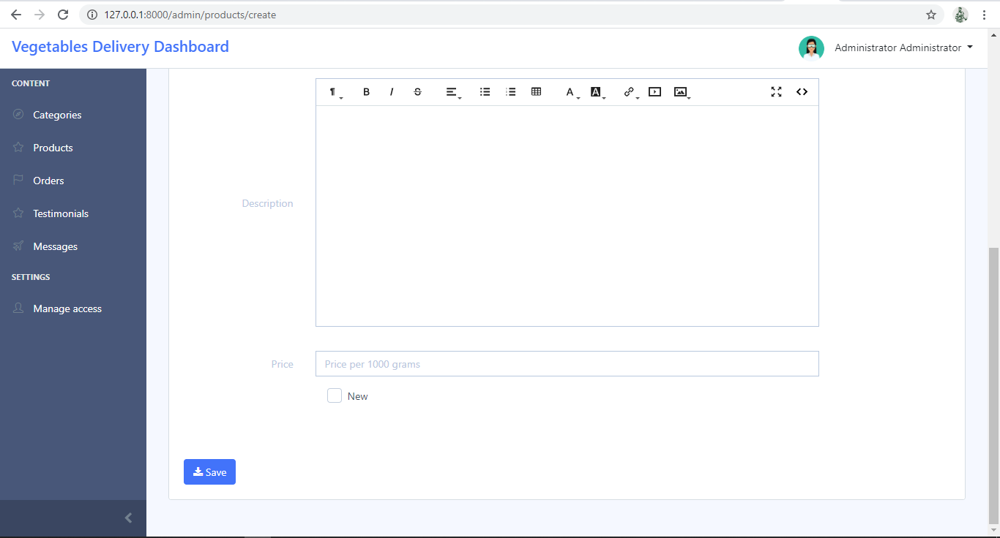 127.0.0.1:8000/admin/products/create
Vegetables Delivery Dashboard
Administrator Administrator
CONTENT
Categories
Products
Orders
Testimonials
Messages
SETTINGS
Manage access
¶ B I S A A
Description
Price
Price per 1000 grams
New
Save